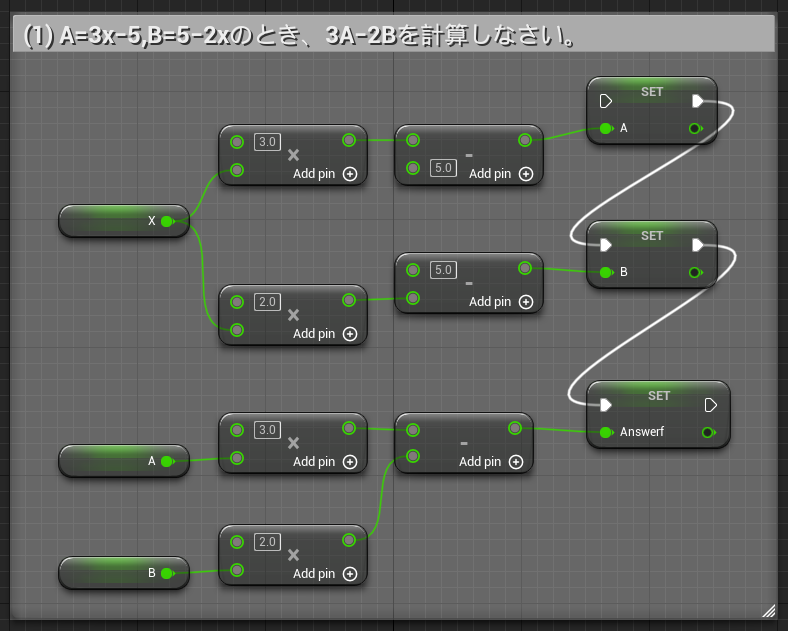 (1) A=3x-5,B=5-2xのとき、3A-2Bを計算しなさい。
SET
A
3.0
×
Add pin
-
5.0
Add pin
X
SET
B
5.0
-
Add pin
2.0
×
Add pin
SET
Answerf
3.0
×
Add pin
-
Add pin
A
2.0
×
Add pin
B